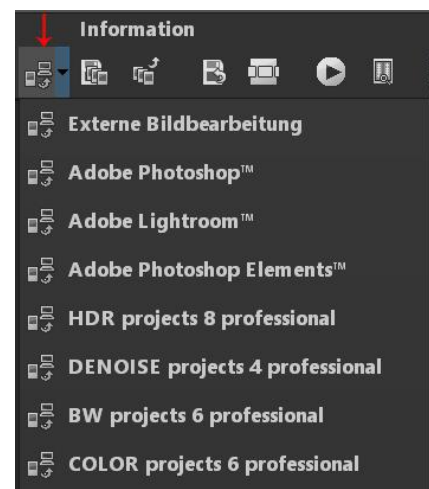 Information
Externe Bildbearbeitung
Adobe Photoshop™
Adobe Lightroom™
Adobe Photoshop Elements™
HDR projects 8 professional
DENOISE projects 4 professional
BW projects 6 professional
COLOR projects 6 professional